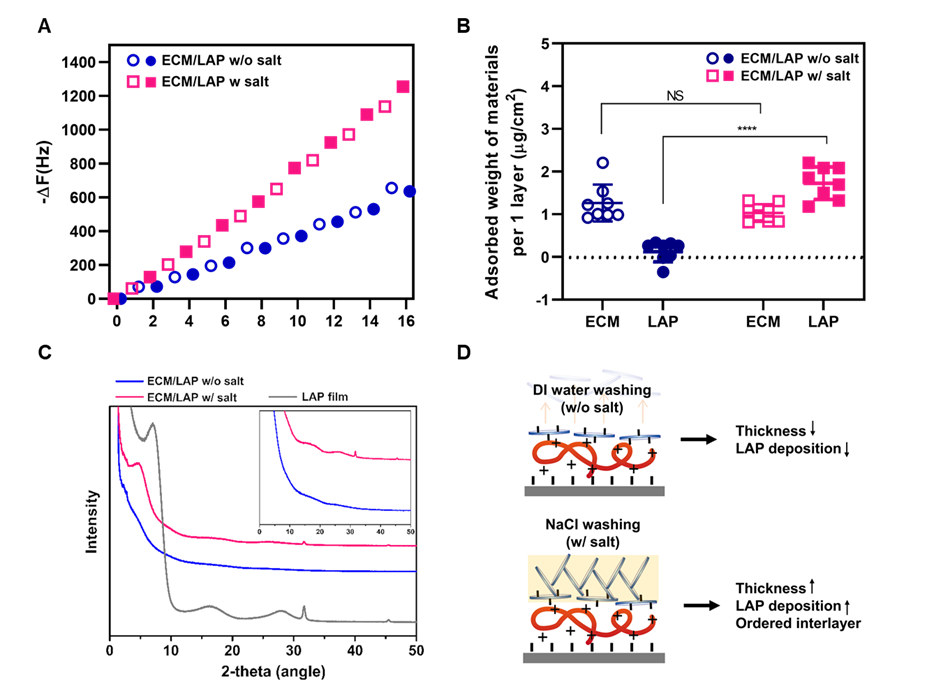 A
ECM/LAP w/o salt
ECM/LAP w salt
-ΔF(Hz)
1400
1200
1000
800
600
400
200
0
0 2 4 6 8 10 12 14 16
B
ECM/LAP w/o salt
ECM/LAP w/ salt
Adsorbed weight of materials
per 1 layer (µg/cm²)
5
4
3
2
1
0
-1
NS
****
ECM LAP ECM LAP
C
ECM/LAP w/o salt
ECM/LAP w/ salt
LAP film
Intensity
0 10 20 30 40 50
0 10 20 30 40 50
2-theta (angle)
D
DI water washing
(w/o salt)
+ + + + + +
Thickness↓
LAP deposition↓
NaCl washing
(w/ salt)
+ + + + + +
Thickness↑
LAP deposition↑
Ordered interlayer